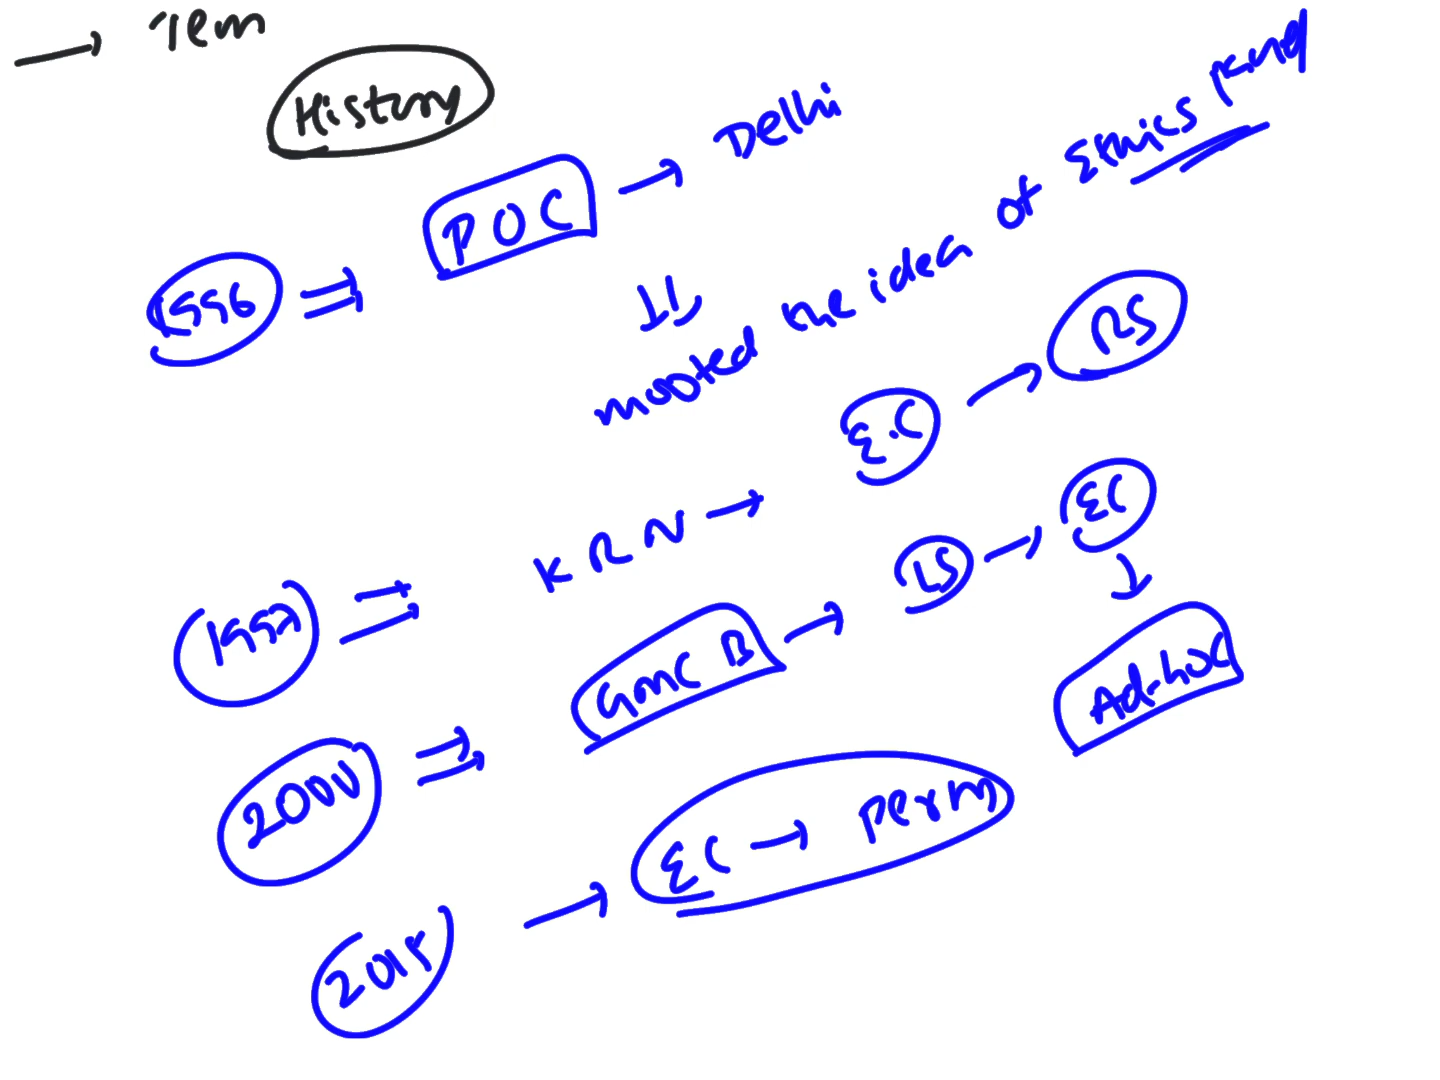 → Tem
History
1996 ⇒ POC → Delhi
⇓
mooted the idea of Ethics panel
1997 ⇒ KRN → E.C → RS
2000 ⇒ GMC B → LS → EC
↓
Ad-hoc
2015 → EC → Perm